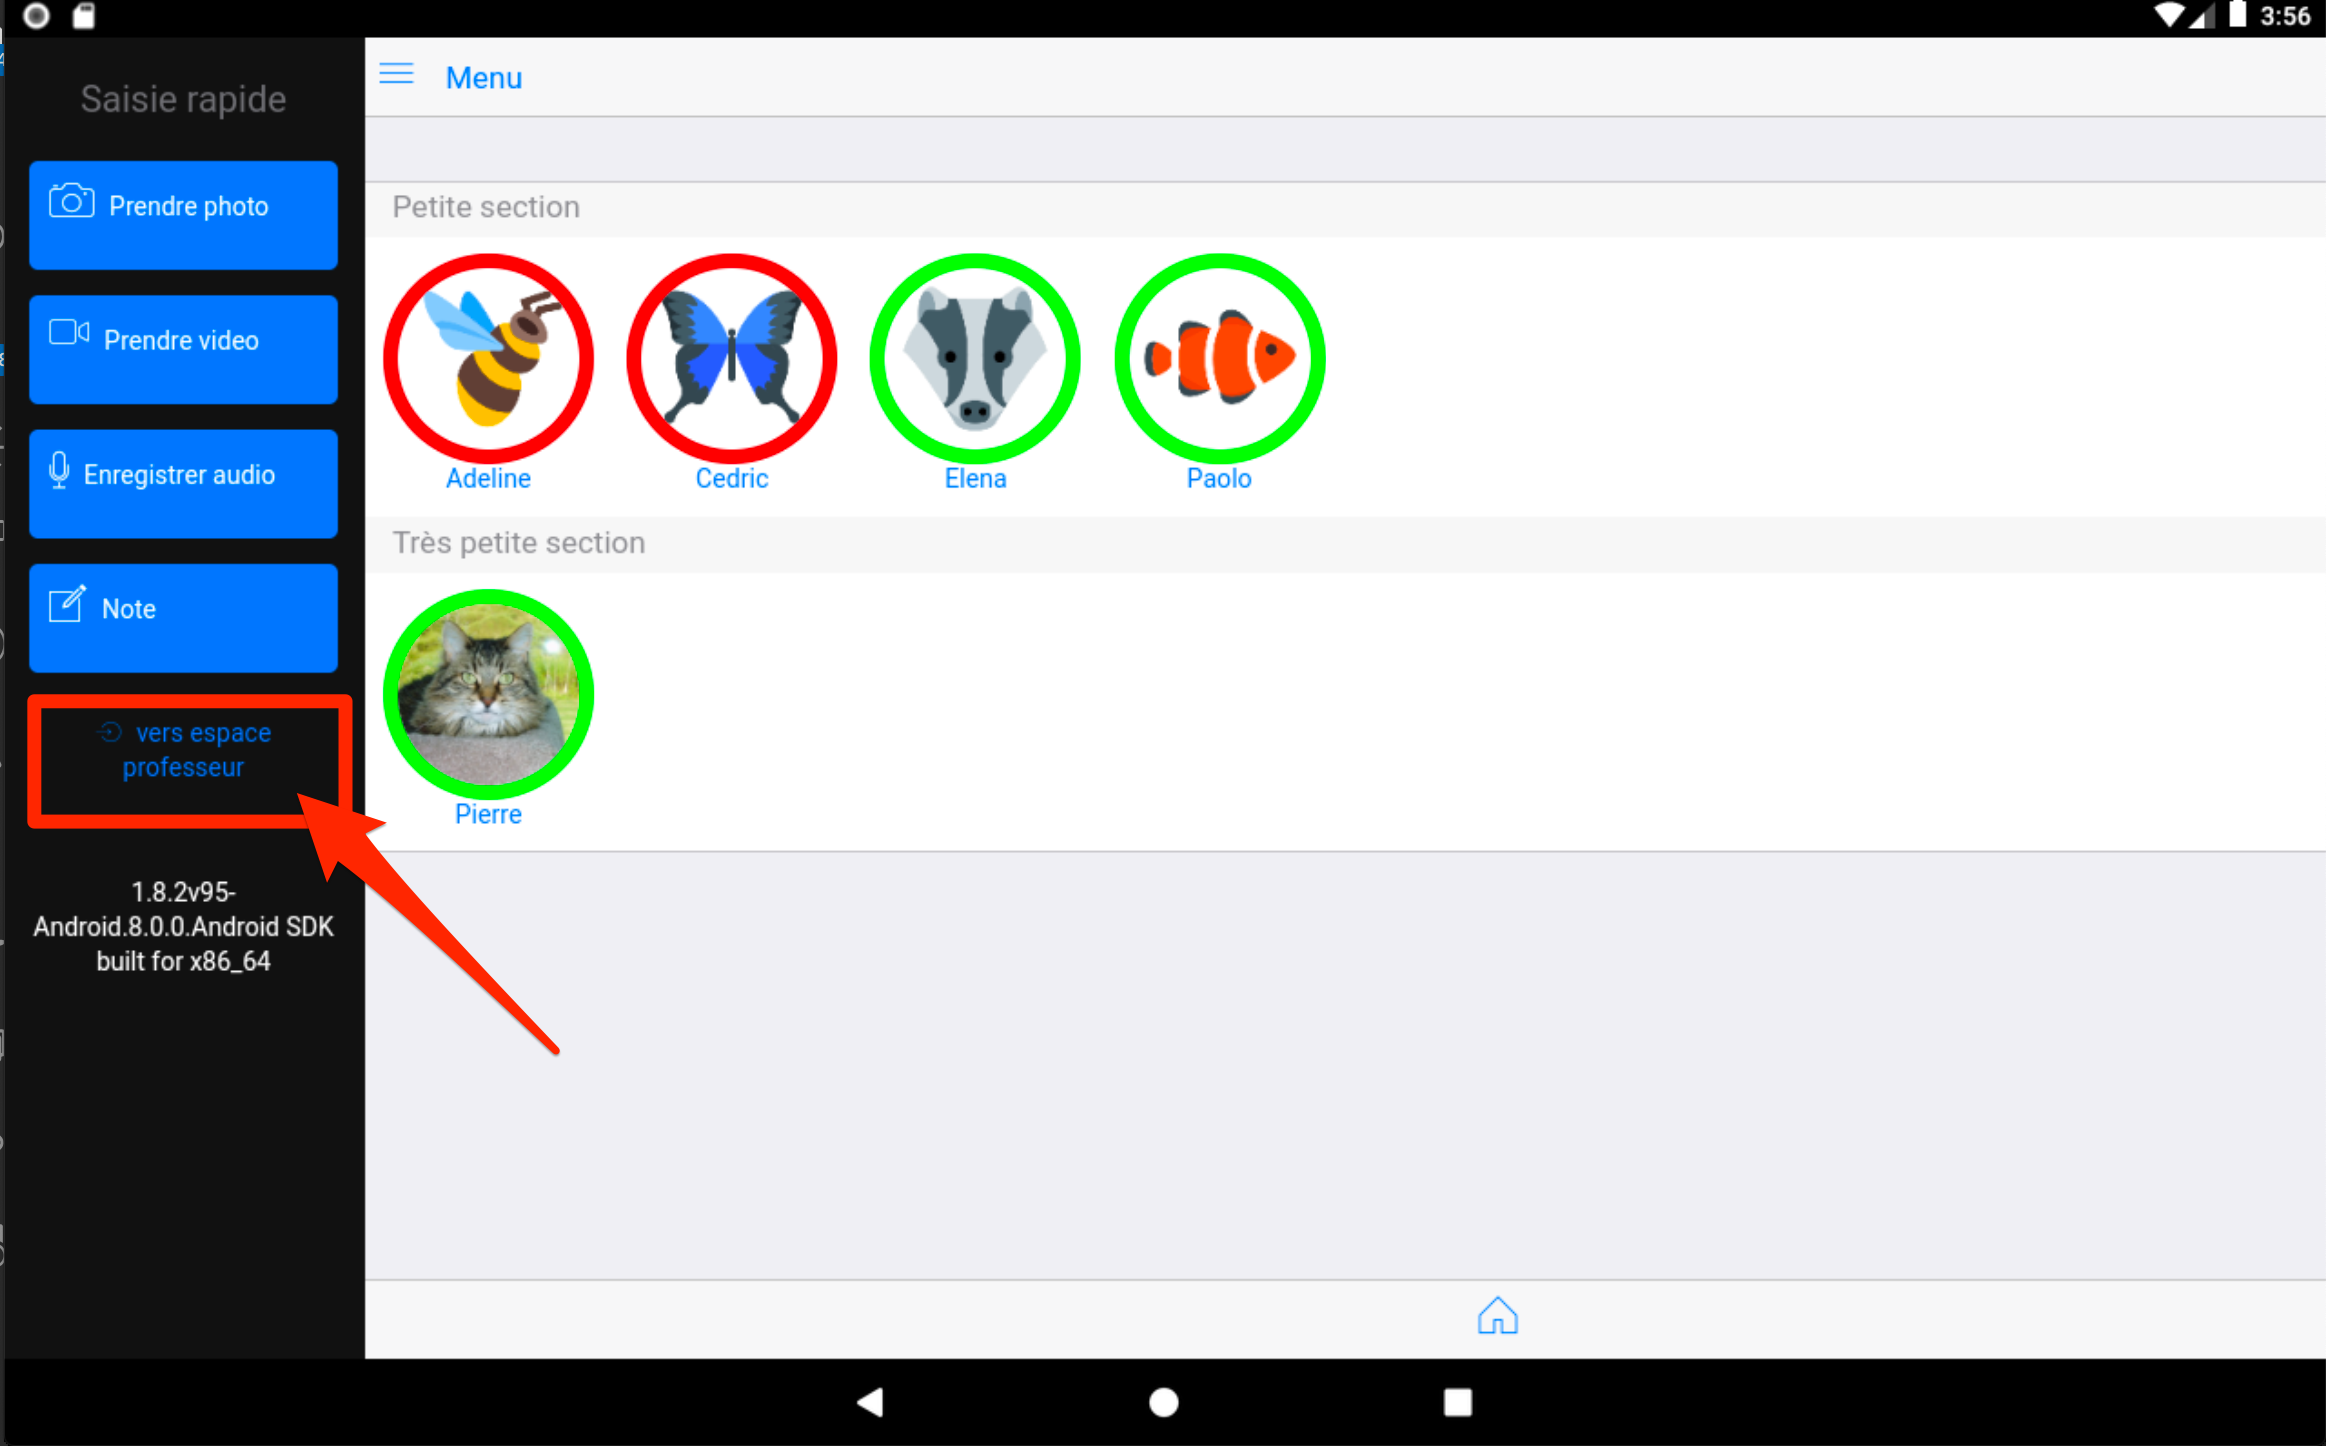 3:56
Saisie rapide
Prendre photo
Prendre video
Enregistrer audio
Note
vers espace
professeur
1.8.2v95-
Android.8.0.0.Android SDK
built for x86_64
Menu
Petite section
Adeline
Cedric
Elena
Paolo
Très petite section
Pierre